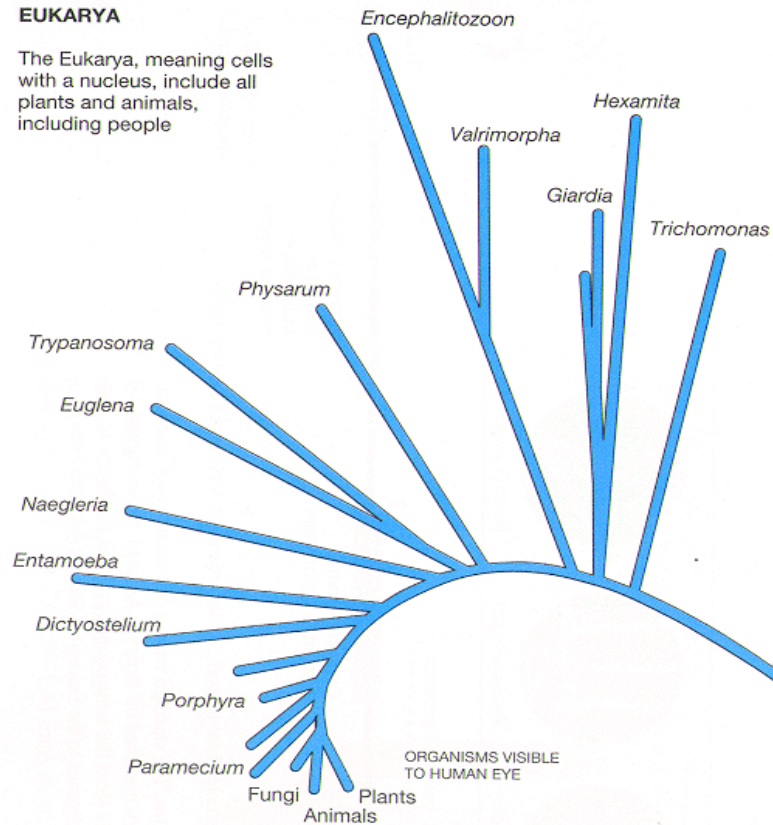 EUKARYA
The Eukarya, meaning cells
with a nucleus, include all
plants and animals,
including people
Encephalitozoon
Hexamita
Valrimorpha
Giardia
Trichomonas
Physarum
Trypanosoma
Euglena
Naegleria
Entamoeba
Dictyostelium
Porphyra
Paramecium
ORGANISMS VISIBLE
TO HUMAN EYE
Fungi
Plants
Animals